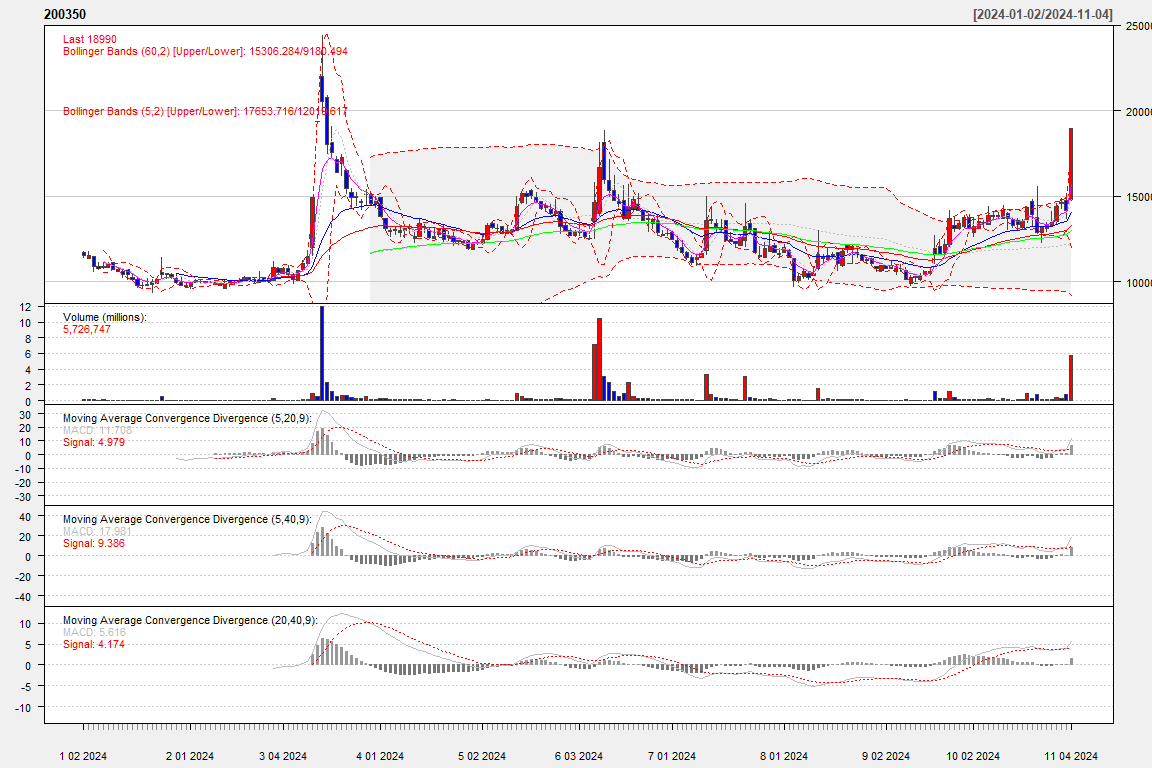 200350 [2024-01-02/2024-11-04]
Last 18990
Bollinger Bands (60,2) [Upper/Lower]: 15306.284/9180.494
Bollinger Bands (5,2) [Upper/Lower]: 17653.716/12018.617
25000
20000
15000
10000
Volume (millions):
5,726,747
12
10
8
6
4
2
0
Moving Average Convergence Divergence (5,20,9):
MACD: 11.708
Signal: 4.979
30
20
10
0
-10
-20
-30
Moving Average Convergence Divergence (5,40,9):
MACD: 17.981
Signal: 9.386
40
20
0
-20
-40
Moving Average Convergence Divergence (20,40,9):
MACD: 5.616
Signal: 4.174
10
5
0
-5
-10
1 02 2024 2 01 2024 3 04 2024 4 01 2024 5 02 2024 6 03 2024 7 01 2024 8 01 2024 9 02 2024 10 02 2024 11 04 2024